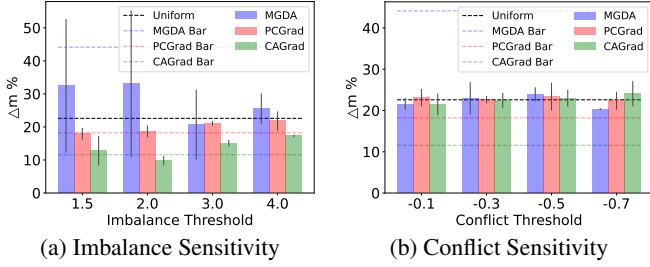 Uniform
MGDA Bar
PCGrad Bar
CAGrad Bar
MGDA
PCGrad
CAGrad
Δm %
50
40
30
20
10
0
1.5 2.0 3.0 4.0
Imbalance Threshold
(a) Imbalance Sensitivity
Uniform
MGDA Bar
PCGrad Bar
CAGrad Bar
MGDA
PCGrad
CAGrad
Δm %
40
30
20
10
0
-0.1 -0.3 -0.5 -0.7
Conflict Threshold
(b) Conflict Sensitivity